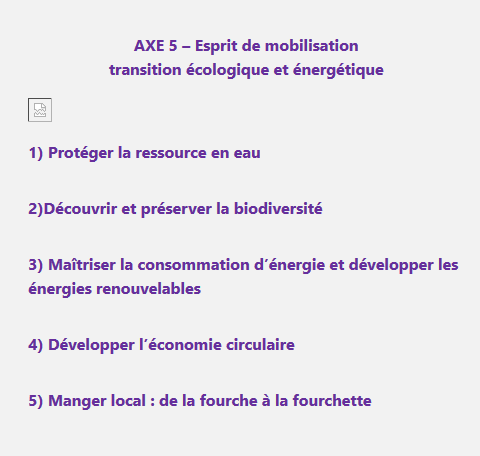 AXE 5 – Esprit de mobilisation
transition écologique et énergétique
1) Protéger la ressource en eau
2)Découvrir et préserver la biodiversité
3) Maîtriser la consommation d’énergie et développer les
énergies renouvelables
4) Développer l’économie circulaire
5) Manger local : de la fourche à la fourchette